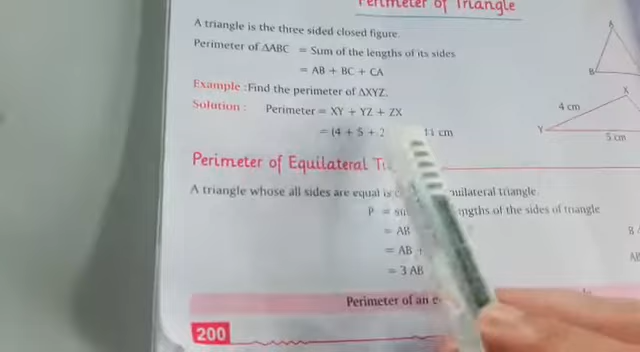 Perimeter of Triangle
A triangle is the three sided closed figure.
Perimeter of ΔABC = Sum of the lengths of its sides
= AB + BC + CA
A
B
Example : Find the perimeter of ΔXYZ.
Solution : Perimeter = XY + YZ + ZX
= (4 + 5 + 2 11 cm
X
4 cm
Y
5 cm
Perimeter of Equilateral
A triangle whose all sides are equal is triangle.
P = of the sides of triangle
= AB
= AB +
= 3 AB
Perimeter of an
200